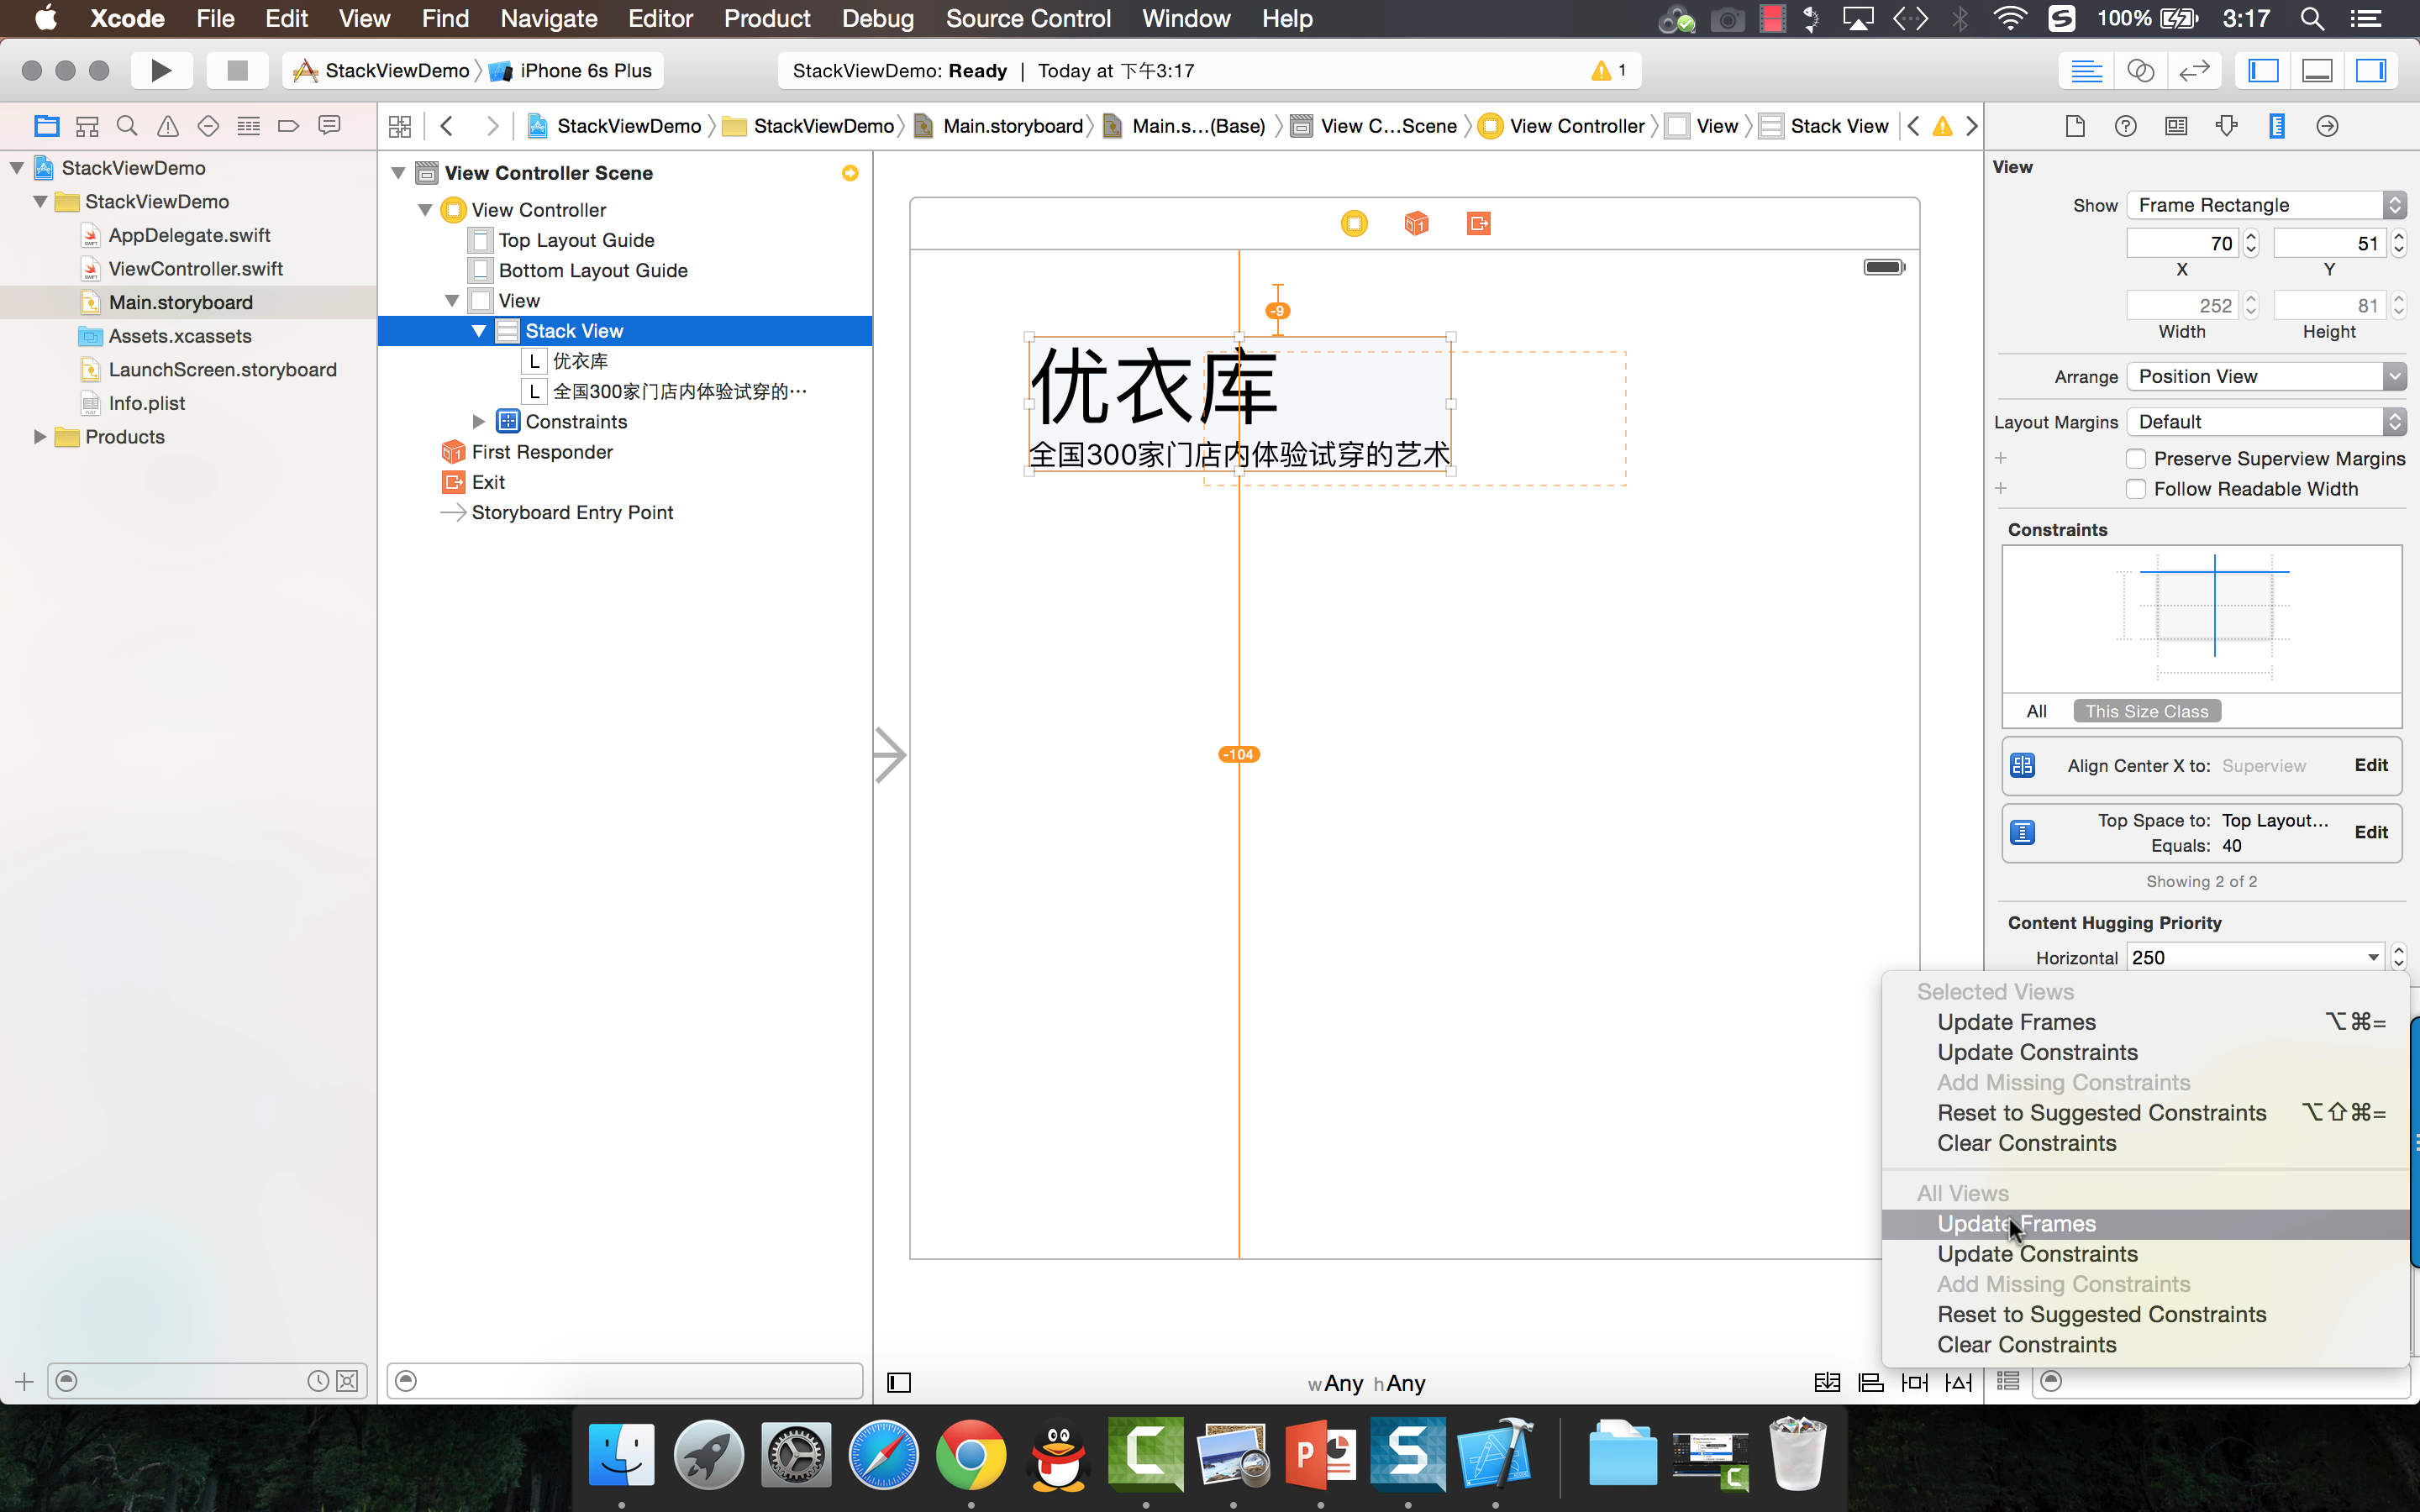 Xcode File Edit View Find Navigate Editor Product Debug Source Control Window Help 100% 3:17
StackViewDemo iPhone 6s Plus
StackViewDemo: Ready | Today at 下午3:17
1
StackViewDemo StackViewDemo Main.storyboard Main.s...(Base) View C...Scene View Controller View Stack View
StackViewDemo
StackViewDemo
AppDelegate.swift
ViewController.swift
Main.storyboard
Assets.xcassets
LaunchScreen.storyboard
Info.plist
Products
View Controller Scene
View Controller
Top Layout Guide
Bottom Layout Guide
View
Stack View
L 优衣库
L 全国300家门店内体验试穿的…
Constraints
First Responder
Exit
Storyboard Entry Point
-9
优衣库
全国300家门店内体验试穿的艺术
-104
wAny hAny
View
Show Frame Rectangle
70 51
X Y
252 81
Width Height
Arrange Position View
Layout Margins Default
Preserve Superview Margins
Follow Readable Width
Constraints
All This Size Class
Align Center X to: Superview Edit
Top Space to: Top Layout... Edit
Equals: 40
Showing 2 of 2
Content Hugging Priority
Horizontal 250
Selected Views
Update Frames ⌥⌘=
Update Constraints
Add Missing Constraints
Reset to Suggested Constraints ⌥⇧⌘=
Clear Constraints
All Views
Update Frames
Update Constraints
Add Missing Constraints
Reset to Suggested Constraints
Clear Constraints